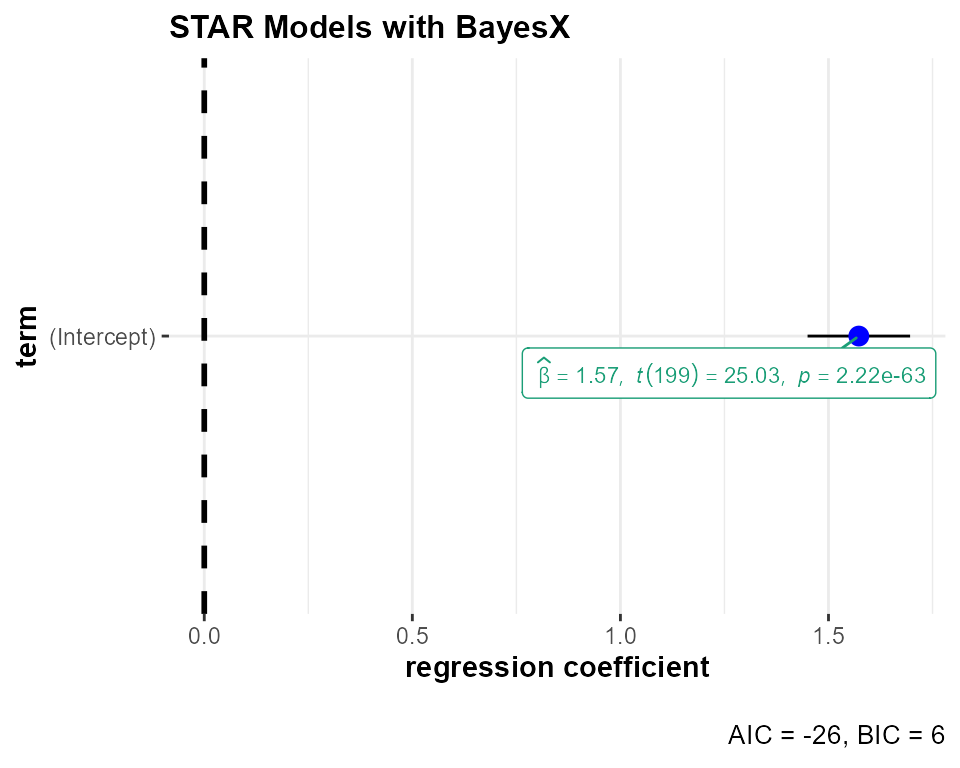 STAR Models with BayesX
term
(Intercept)
β̂ = 1.57, t(199) = 25.03, p = 2.22e-63
0.0 0.5 1.0 1.5
regression coefficient
AIC = -26, BIC = 6